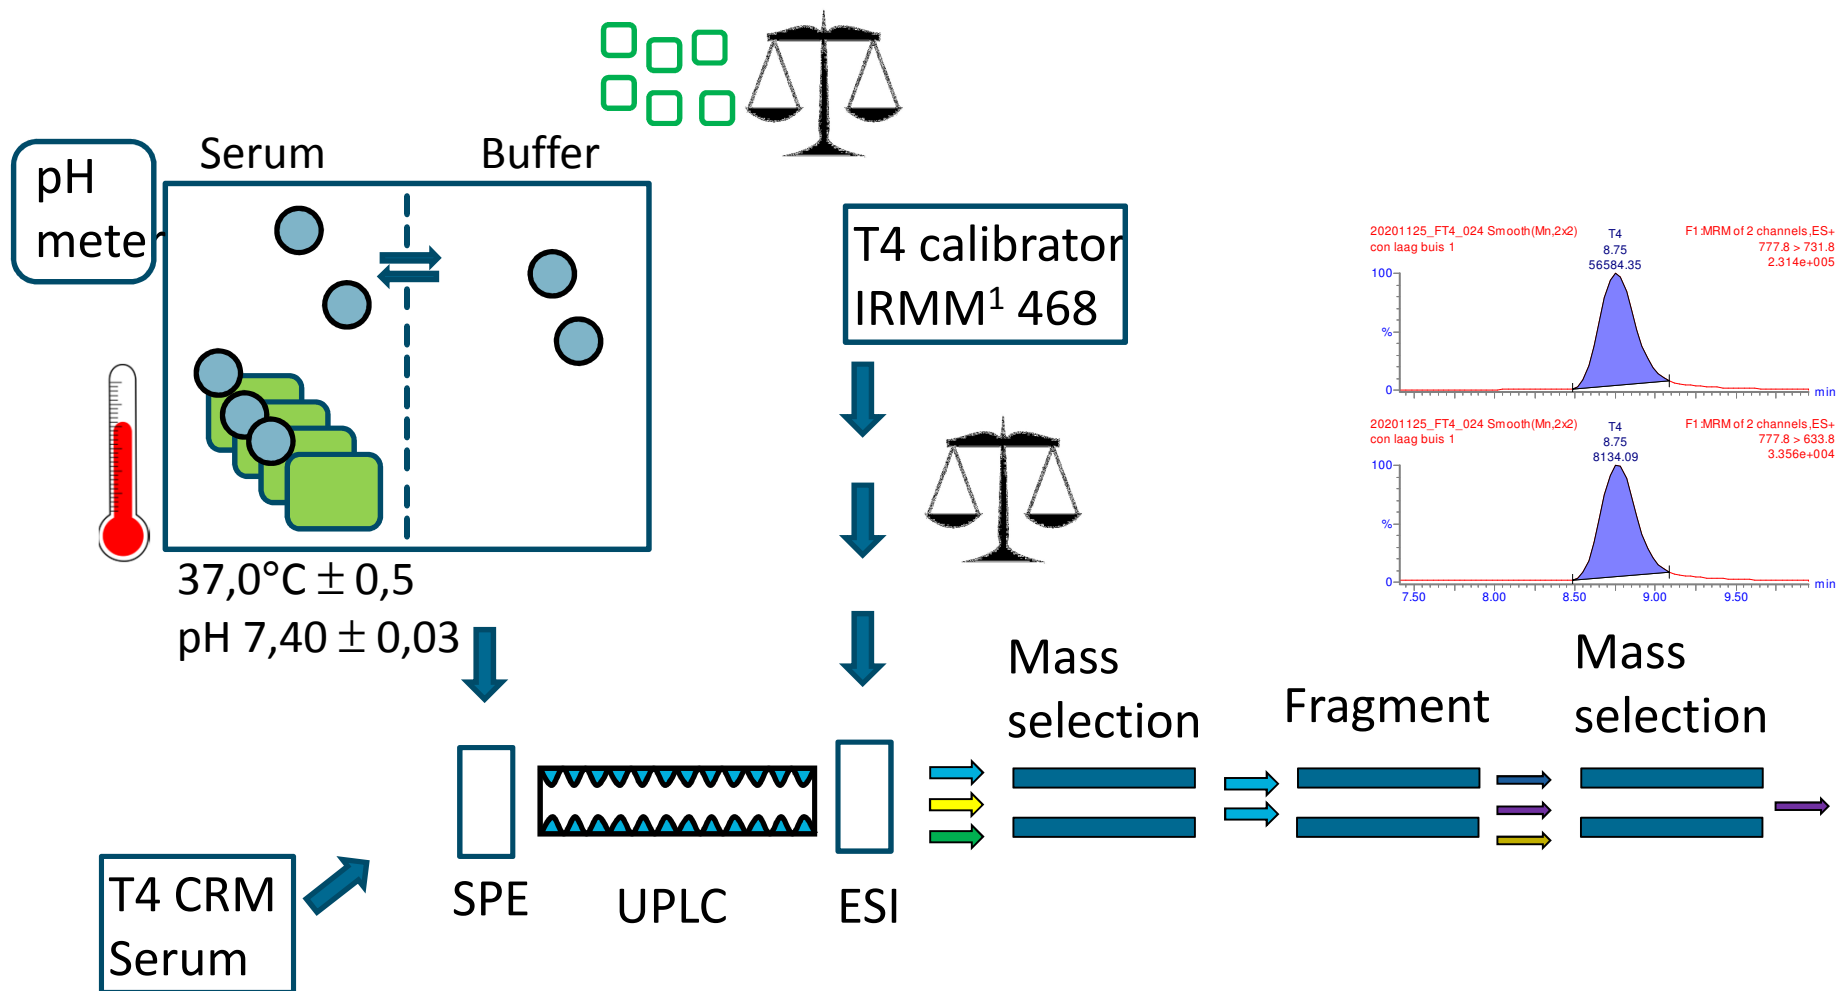 Serum
Buffer
pH
meter
37,0°C ± 0,5
pH 7,40 ± 0,03
T4 calibrator
IRMM¹ 468
20201125_FT4_024 Smooth(Mn,2x2)
con laag buis 1
T4
8.75
56584.35
F1:MRM of 2 channels,ES+
777.8 > 731.8
2.314e+005
100
%
0
min
20201125_FT4_024 Smooth(Mn,2x2)
con laag buis 1
T4
8.75
8134.09
F1:MRM of 2 channels,ES+
777.8 > 633.8
3.356e+004
100
%
0
min
7.50 8.00 8.50 9.00 9.50
Mass
selection
Fragment
Mass
selection
SPE
UPLC
ESI
T4 CRM
Serum